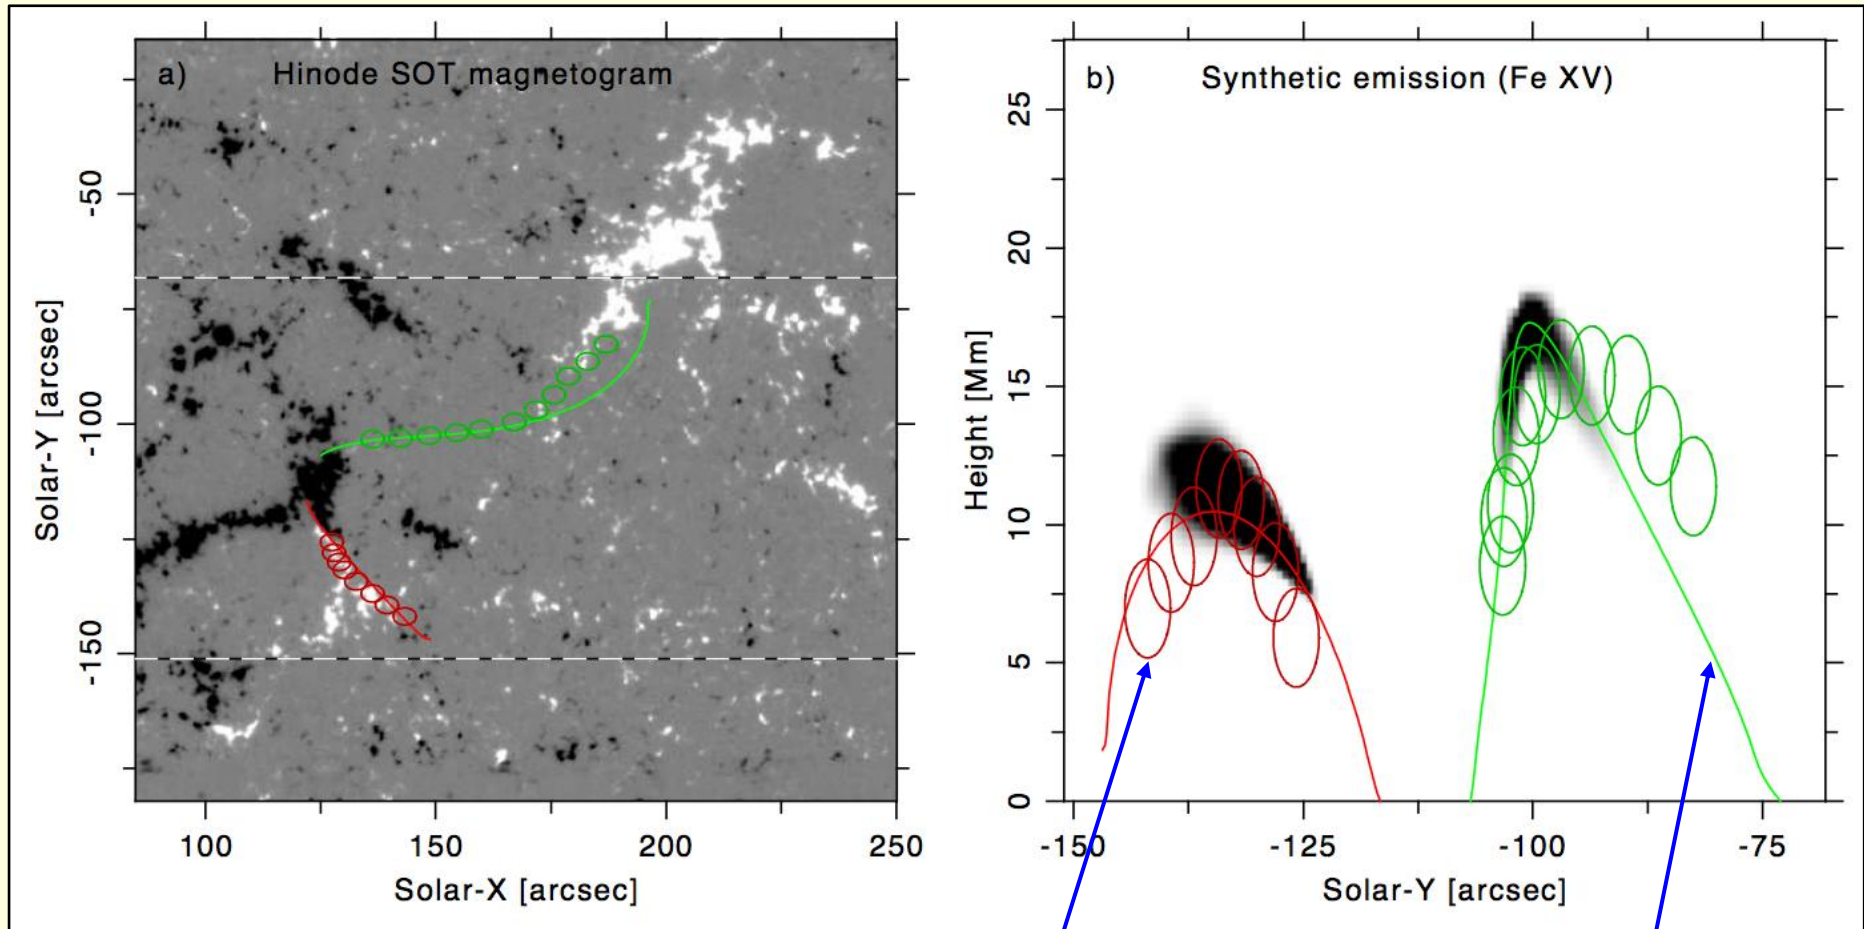 a) Hinode SOT magnetogram
-50
-100
-150
Solar-Y [arcsec]
100 150 200 250
Solar-X [arcsec]
b) Synthetic emission (Fe XV)
25
20
15
10
5
0
Height [Mm]
-150 -125 -100 -75
Solar-Y [arcsec]